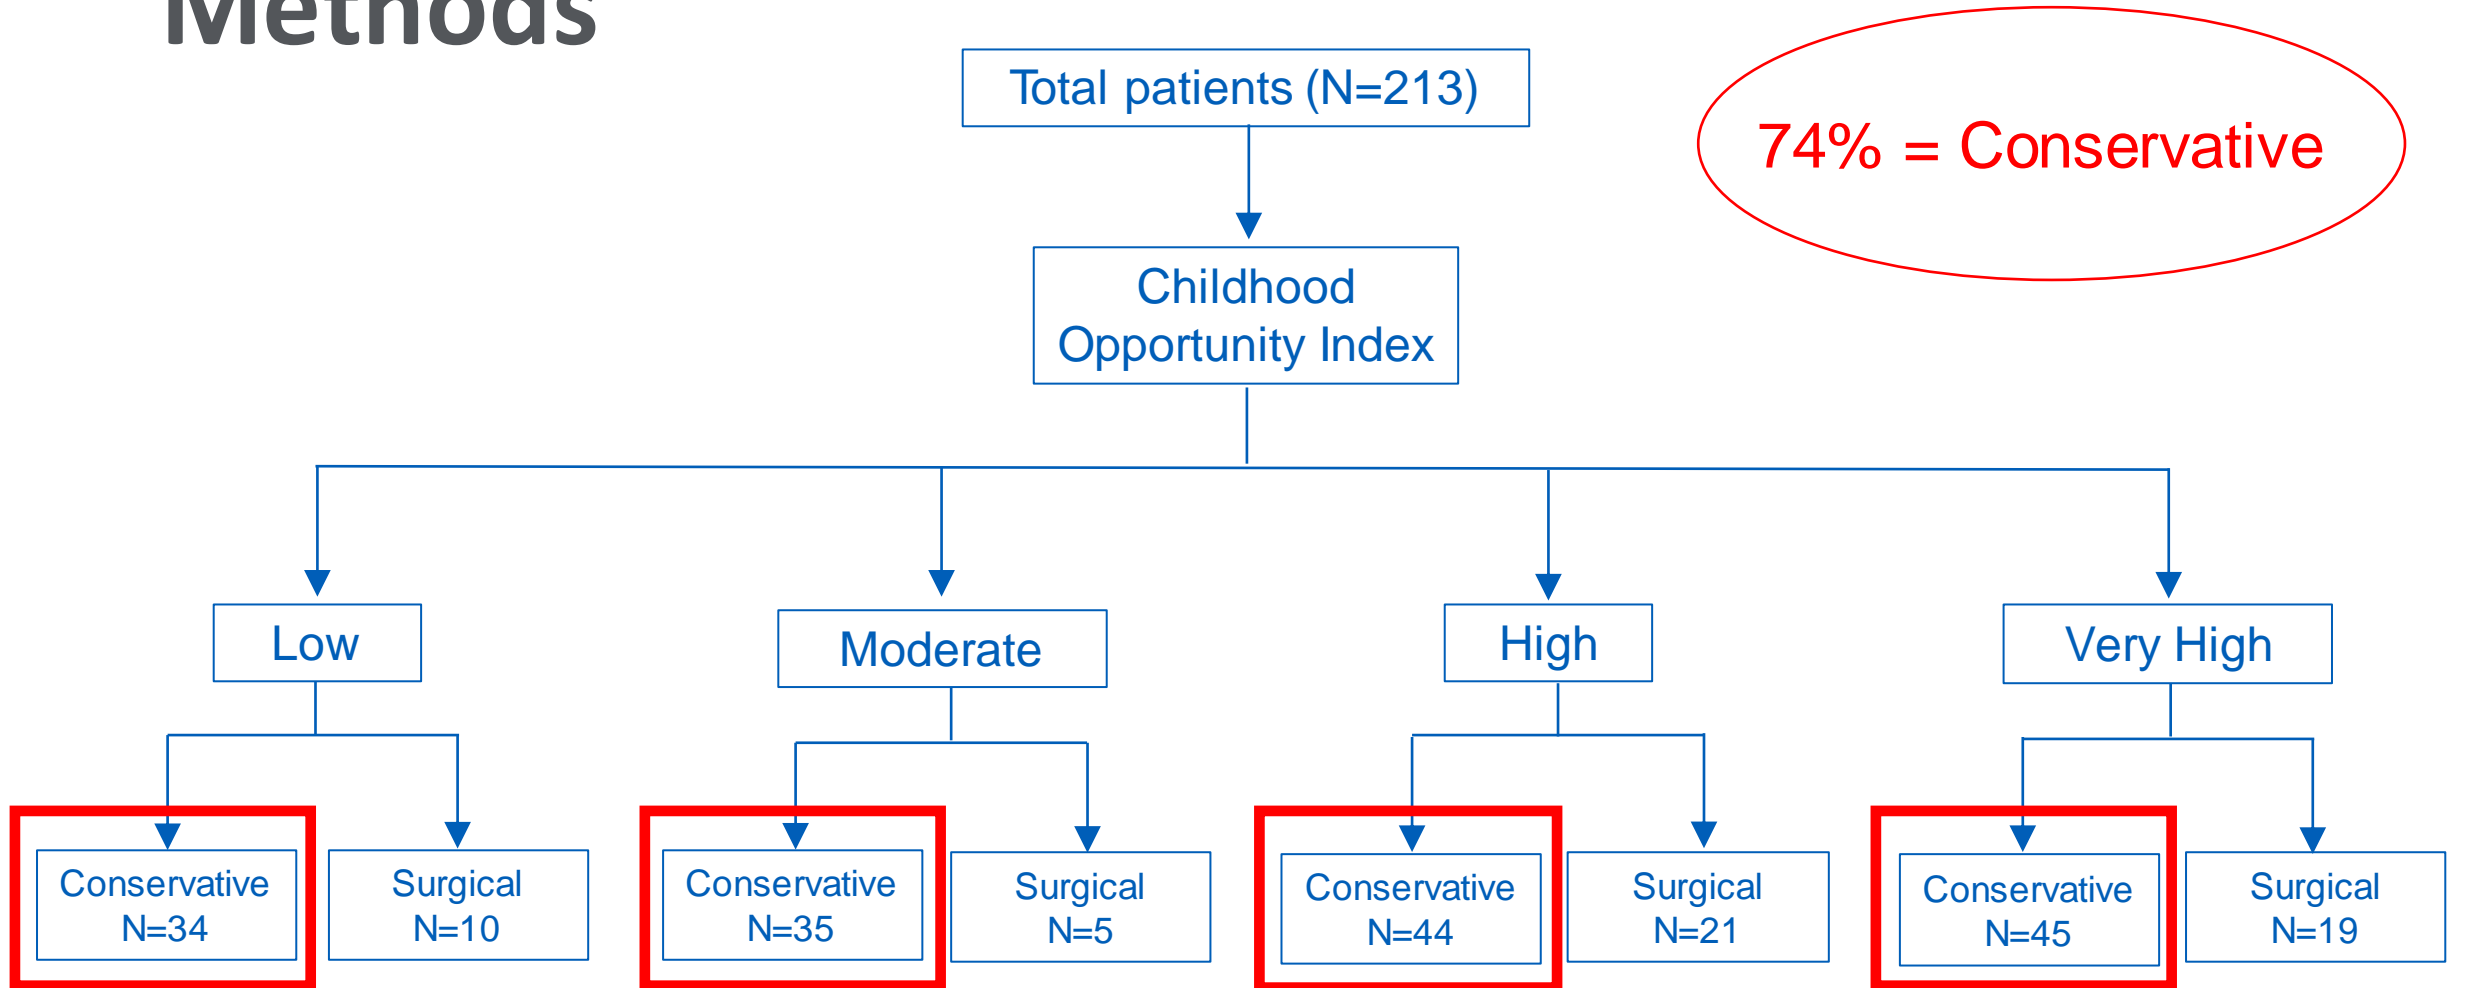 Methods
Total patients (N=213)
74% = Conservative
Childhood
Opportunity Index
Low
Moderate
High
Very High
Conservative
N=34
Surgical
N=10
Conservative
N=35
Surgical
N=5
Conservative
N=44
Surgical
N=21
Conservative
N=45
Surgical
N=19